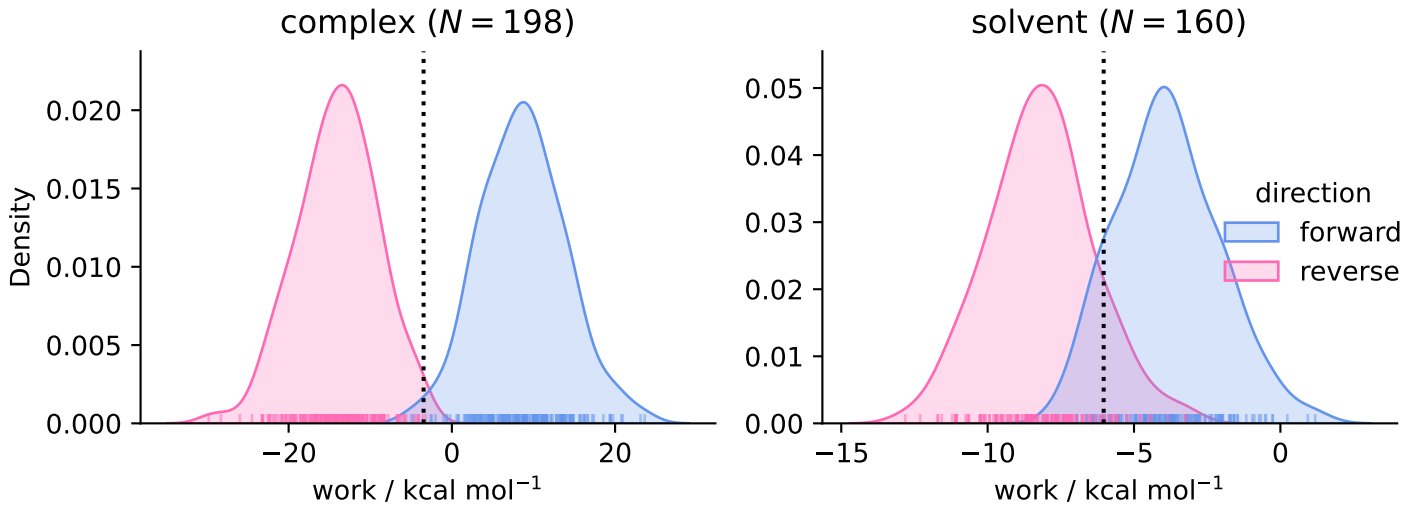 complex (N = 198)
Density
0.020
0.015
0.010
0.005
0.000
−20
0
20
work / kcal mol⁻¹
solvent (N = 160)
0.05
0.04
0.03
0.02
0.01
0.00
−15
−10
−5
0
work / kcal mol⁻¹
direction
forward
reverse